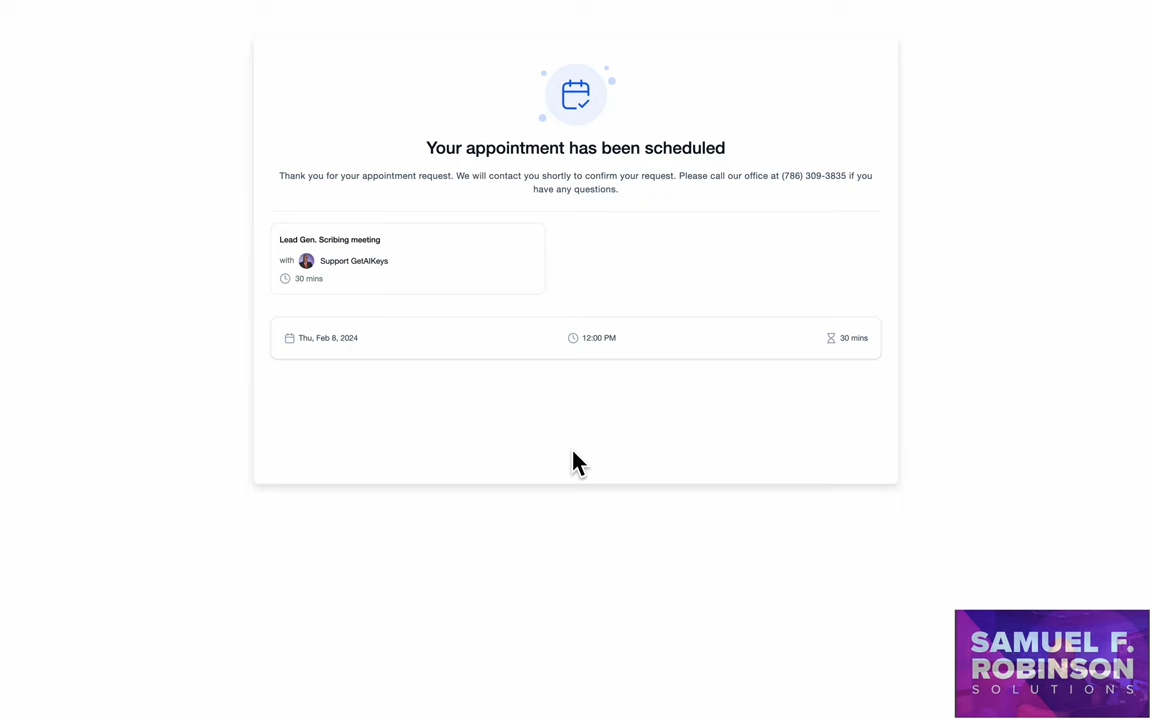 Your appointment has been scheduled
Thank you for your appointment request. We will contact you shortly to confirm your request. Please call our office at (786) 309-3835 if you
have any questions.
Lead Gen. Scribing meeting
with Support GetAIKeys
30 mins
Thu, Feb 8, 2024 12:00 PM 30 mins
SAMUEL F.
ROBINSON
SOLUTIONS